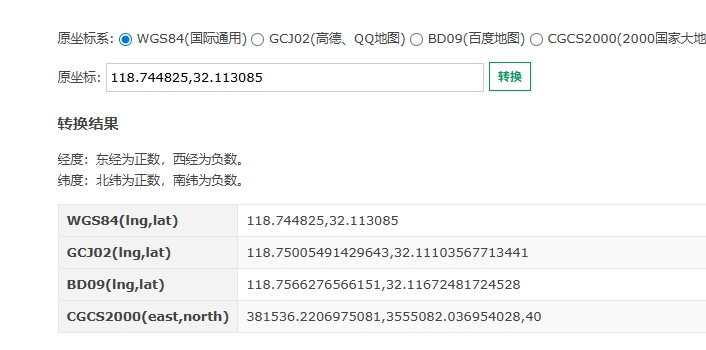 原坐标系: WGS84(国际通用) GCJ02(高德、QQ地图) BD09(百度地图) CGCS2000(2000国家大地
原坐标: 118.744825,32.113085 转换
转换结果
经度：东经为正数，西经为负数。
纬度：北纬为正数，南纬为负数。
WGS84(lng,lat) 118.744825,32.113085
GCJ02(lng,lat) 118.75005491429643,32.11103567713441
BD09(lng,lat) 118.7566276566151,32.11672481724528
CGCS2000(east,north) 381536.2206975081,3555082.036954028,40